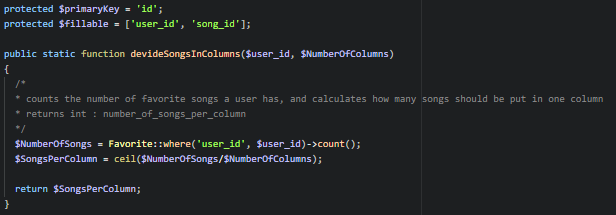 protected $primaryKey = 'id';
protected $fillable = ['user_id', 'song_id'];
public static function devideSongsInColumns($user_id, $NumberOfColumns)
{
/*
* counts the number of favorite songs a user has, and calculates how many songs should be put in one column
* returns int : number_of_songs_per_column
*/
$NumberOfSongs = Favorite::where('user_id', $user_id)->count();
$SongsPerColumn = ceil($NumberOfSongs/$NumberOfColumns);
return $SongsPerColumn;
}